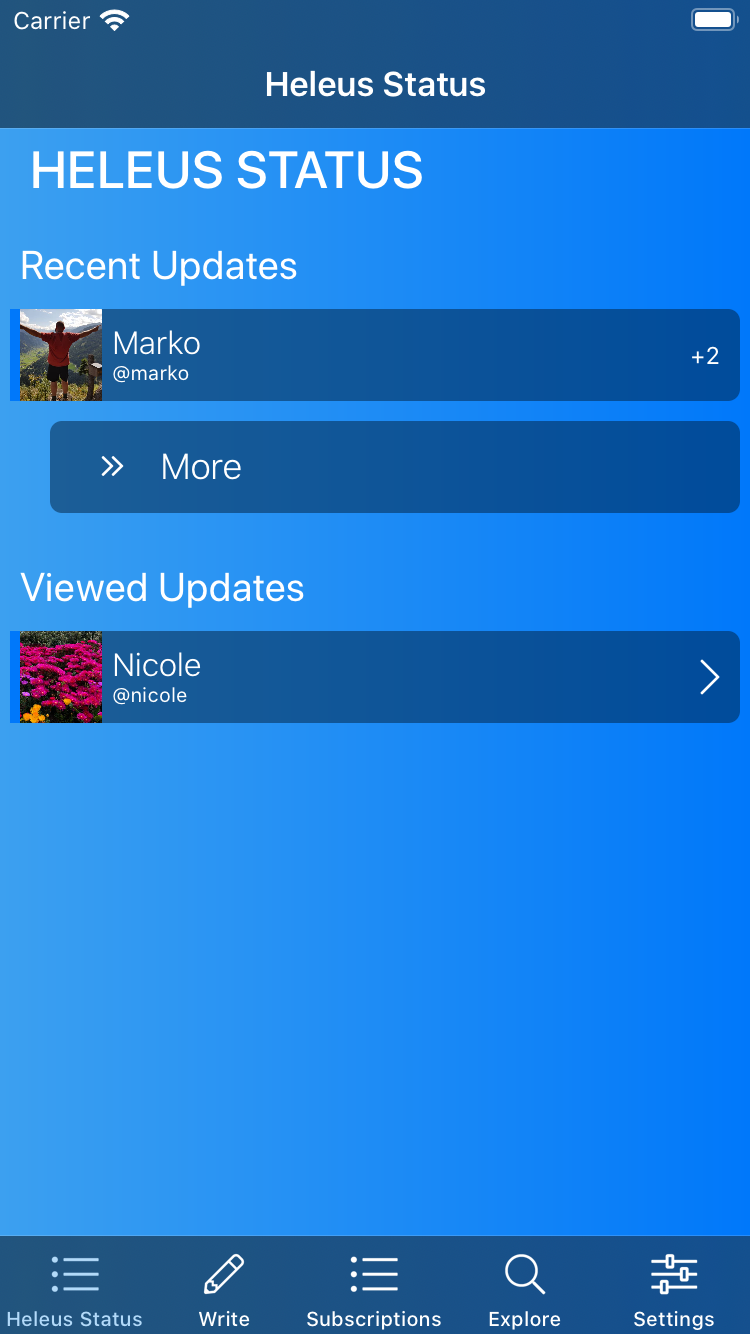 Carrier
Heleus Status
HELEUS STATUS
Recent Updates
Marko
@marko
+2
More
Viewed Updates
Nicole
@nicole
Heleus Status
Write
Subscriptions
Explore
Settings